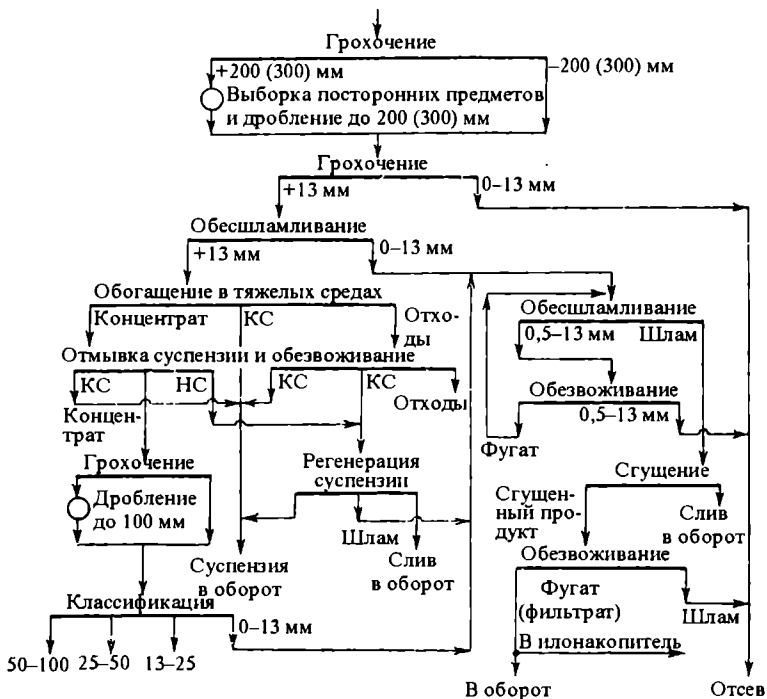 Грохочение
+200 (300) мм
–200 (300) мм
Выборка посторонних предметов
и дробление до 200 (300) мм
Грохочение
+13 мм
0–13 мм
Обесшламливание
+13 мм
0–13 мм
Обогащение в тяжелых средах
Концентрат
КС
Отхо-
ды
Отмывка суспензии и обезвоживание
КС
НС
КС
КС
Концен-
трат
Отходы
Грохочение
Дробление
до 100 мм
Регенерация
суспензии
Шлам
Слив
в оборот
Суспензия
в оборот
Классификация
0–13 мм
50–100
25–50
13–25
Обесшламливание
0,5–13 мм
Шлам
Обезвоживание
0,5–13 мм
Фугат
Сгущение
Сгущен-
ный про-
дукт
Слив
в оборот
Обезвоживание
Фугат
(фильтрат)
Шлам
В илонакопитель
В оборот
Отсев